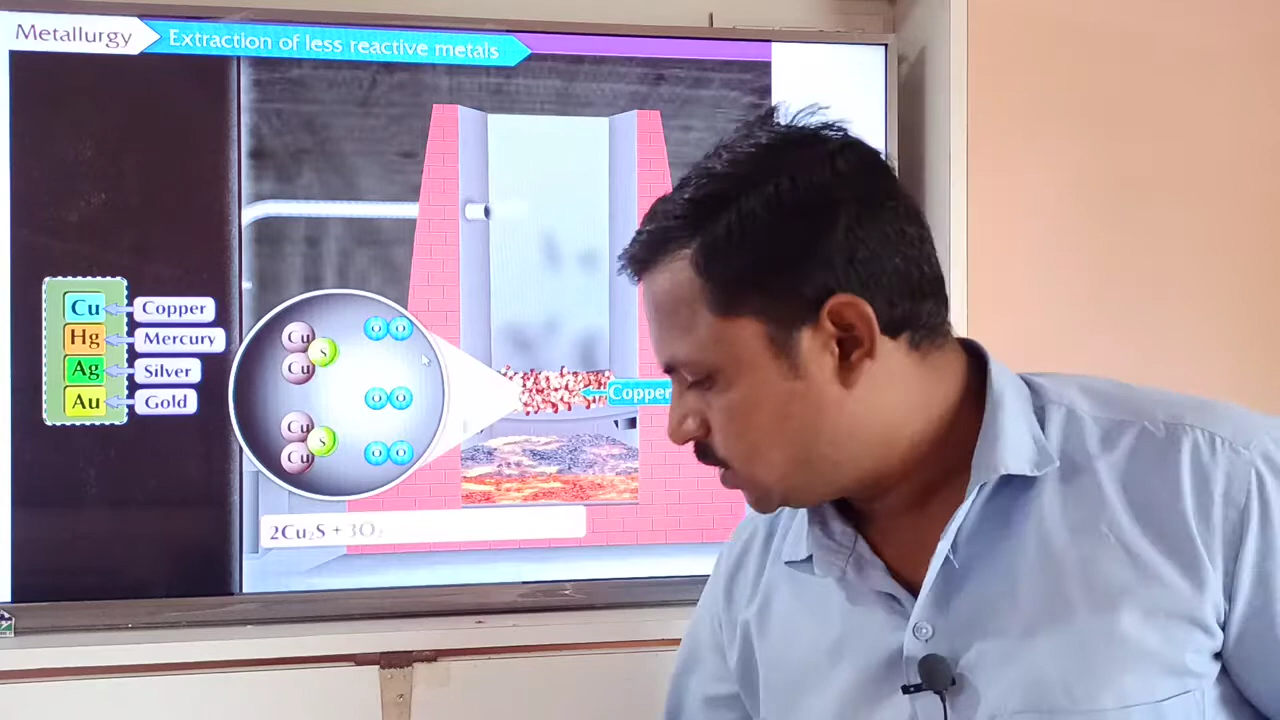 Metallurgy
Extraction of less reactive metals
Cu Copper
Hg Mercury
Ag Silver
Au Gold
Cu S O O
Cu
O O
Cu S
Cu O O
Copper
2Cu₂S + 3O₂